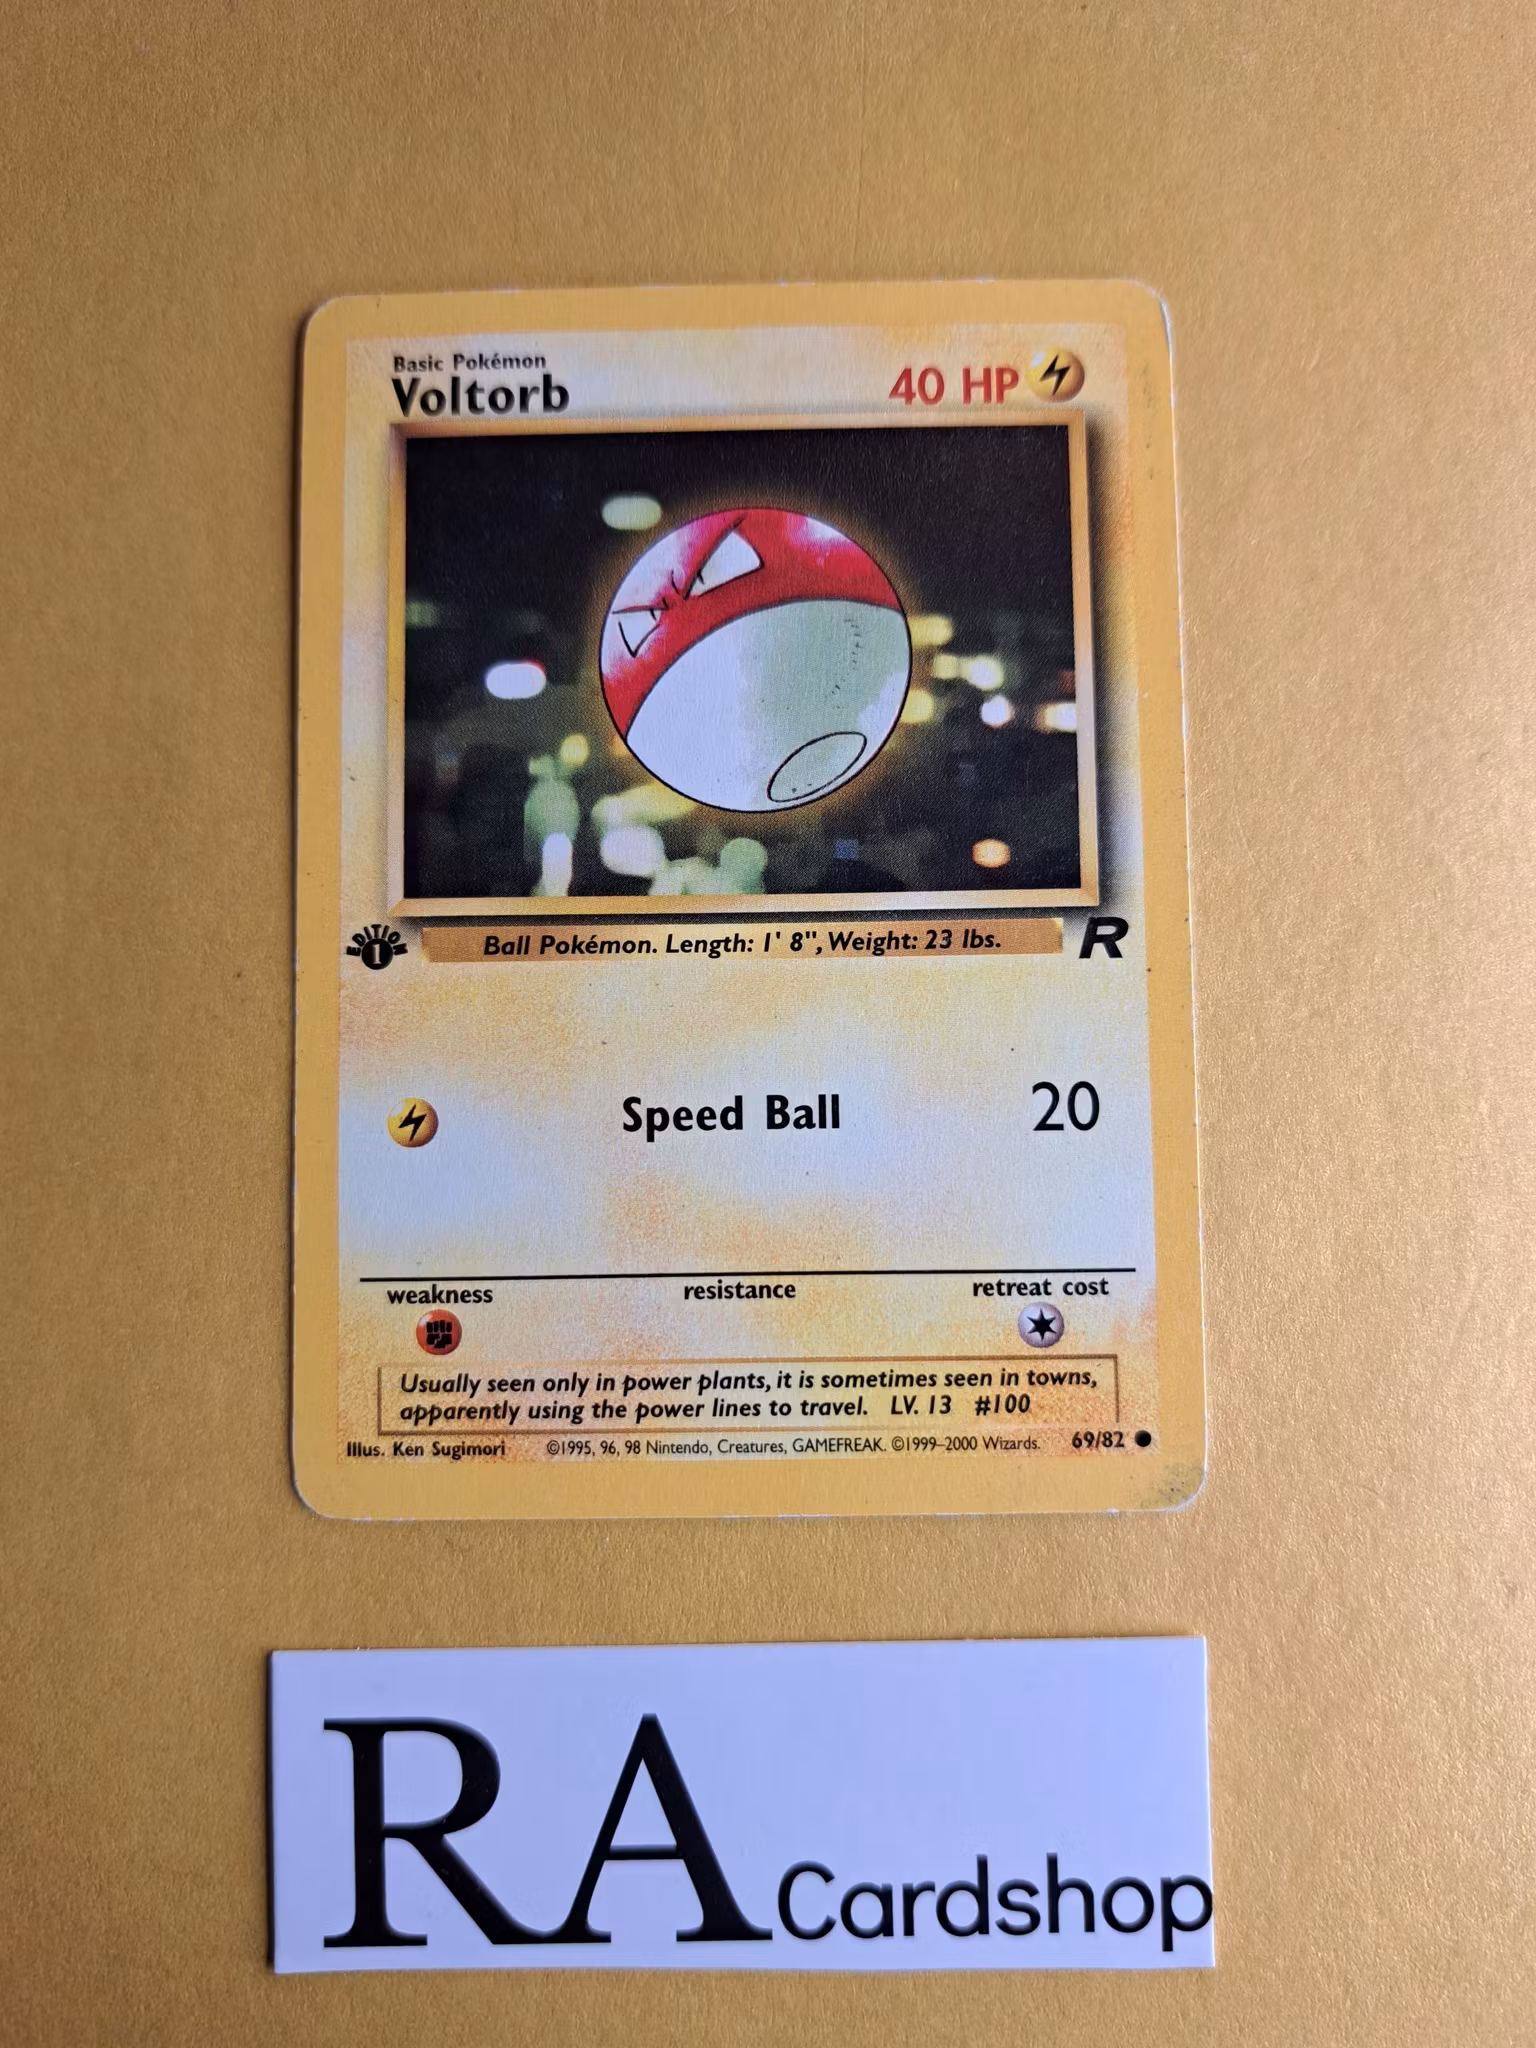 Basic Pokémon
Voltorb
40 HP
EDITION
1
Ball Pokémon. Length: 1' 8", Weight: 23 lbs.
R
Speed Ball 20
weakness resistance retreat cost
Usually seen only in power plants, it is sometimes seen in towns,
apparently using the power lines to travel. LV. 13 #100
Illus. Ken Sugimori ©1995, 96, 98 Nintendo, Creatures, GAMEFREAK. ©1999–2000 Wizards. 69/82
RA Cardshop